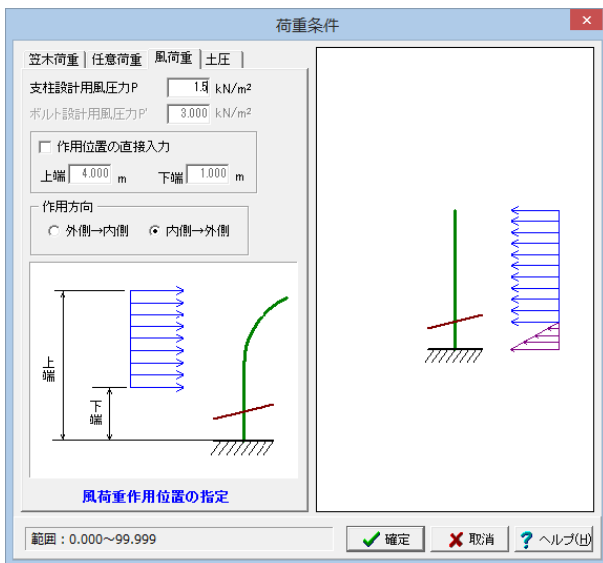 荷重条件
笠木荷重 任意荷重 風荷重 土圧
支柱設計用風圧力P 1.5 kN/m²
ボルト設計用風圧力P' 3.000 kN/m²
作用位置の直接入力
上端 4.000 m 下端 1.000 m
作用方向
外側→内側 内側→外側
上端
下端
風荷重作用位置の指定
範囲：0.000～99.999
確定 取消 ヘルプ(H)